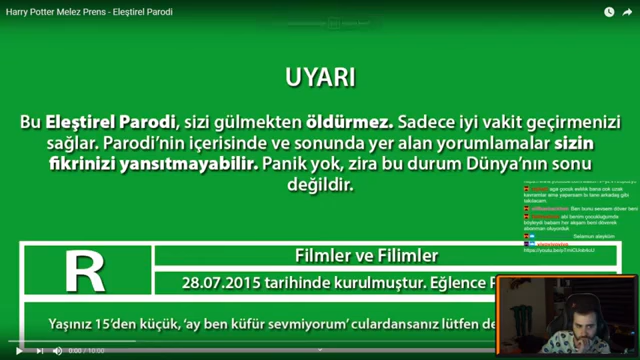 Harry Potter Melez Prens - Eleştirel Parodi
UYARI
Bu Eleştirel Parodi, sizi gülmekten öldürmez. Sadece iyi vakit geçirmenizi
sağlar. Parodi'nin içerisinde ve sonunda yer alan yorumlamalar sizin
fikrinizi yansıtmayabilir. Panik yok, zira bu durum Dünya'nın sonu
değildir.
Selamun aleyküm
R
Filmler ve Filimler
28.07.2015 tarihinde kurulmuştur. Eğlence
Yaşınız 15'den küçük, 'ay ben küfür sevmiyorum' culardansanız lütfen
0:00 / 10:00